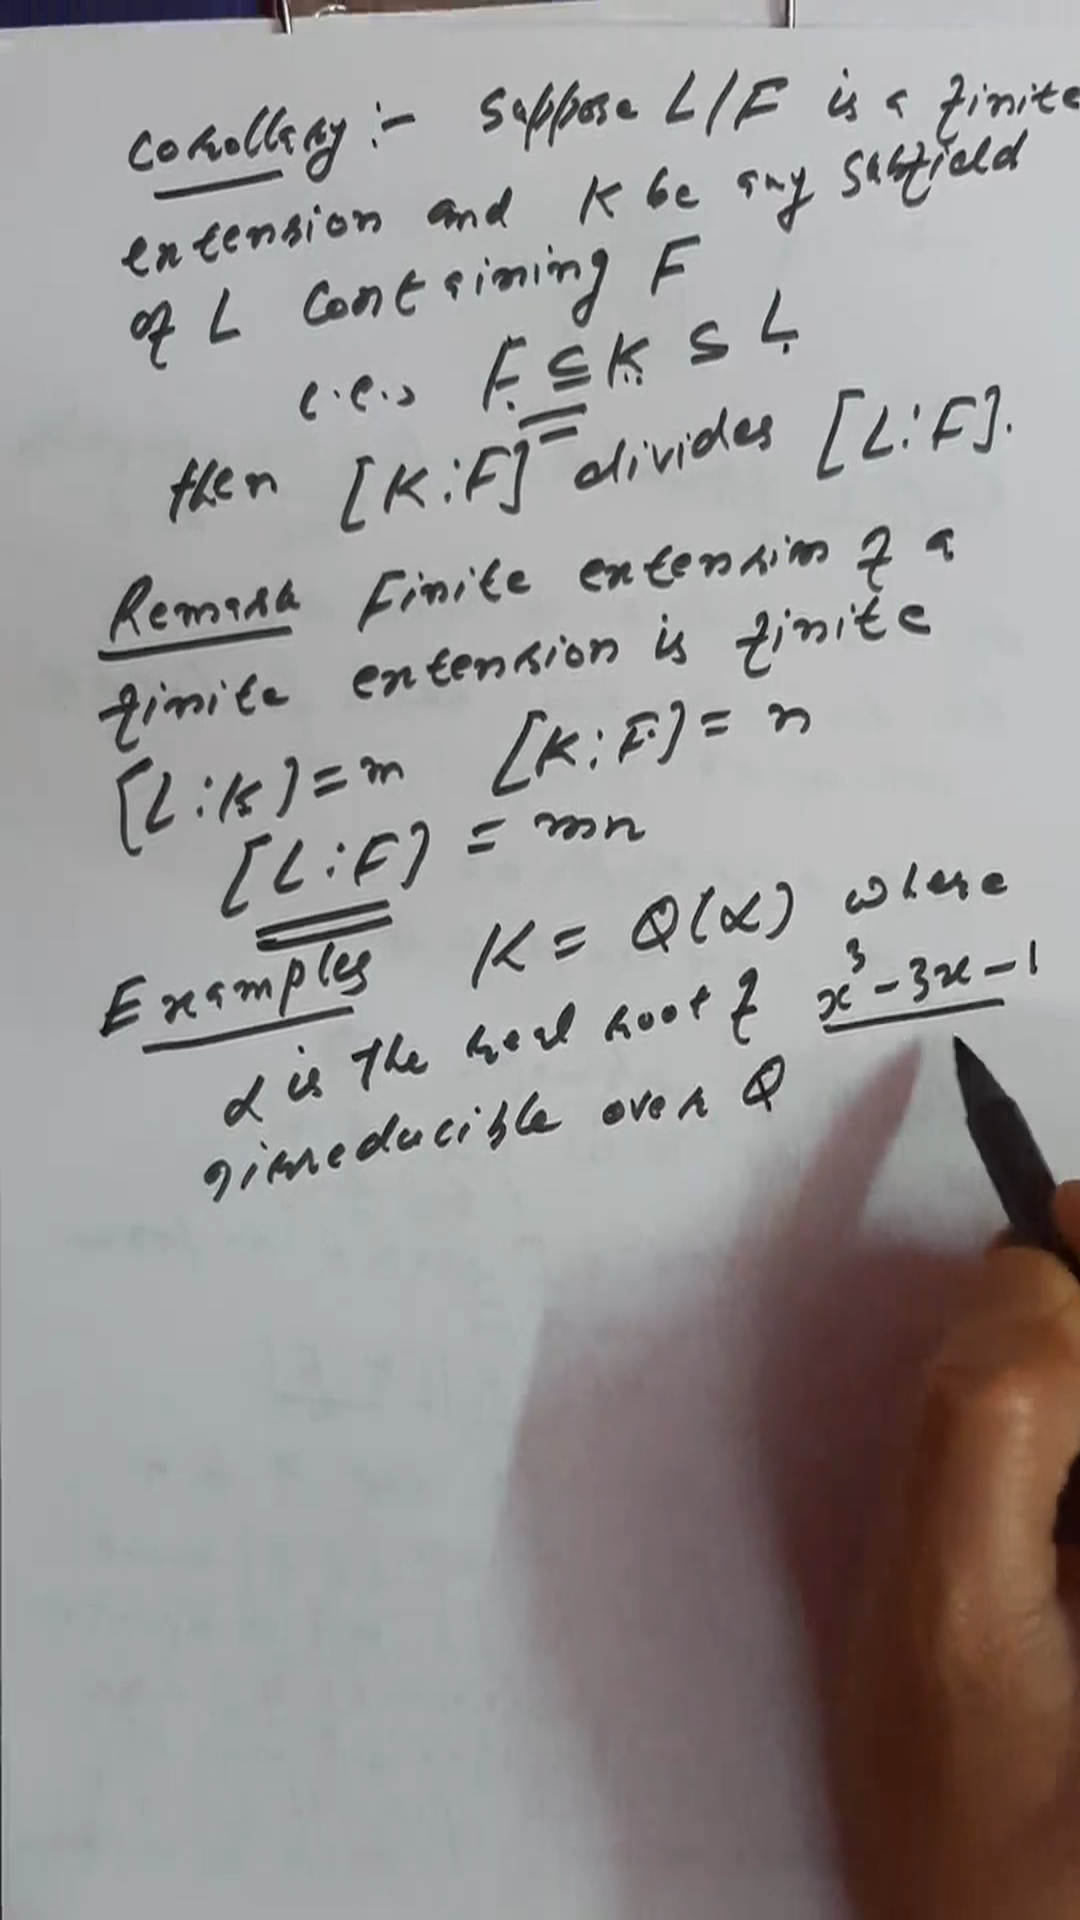 Corollary :- Suppose L/F is a finite
extension and K be any subfield
of L containing F
i.e., F ⊆ K ⊆ L
then [K:F] divides [L:F].
Remark Finite extension of a
finite extension is finite
[L:K] = m [K:F] = n
[L:F] = mn
Examples K = Q(α) where
α is the real root of x³ - 3x - 1
irreducible over Q